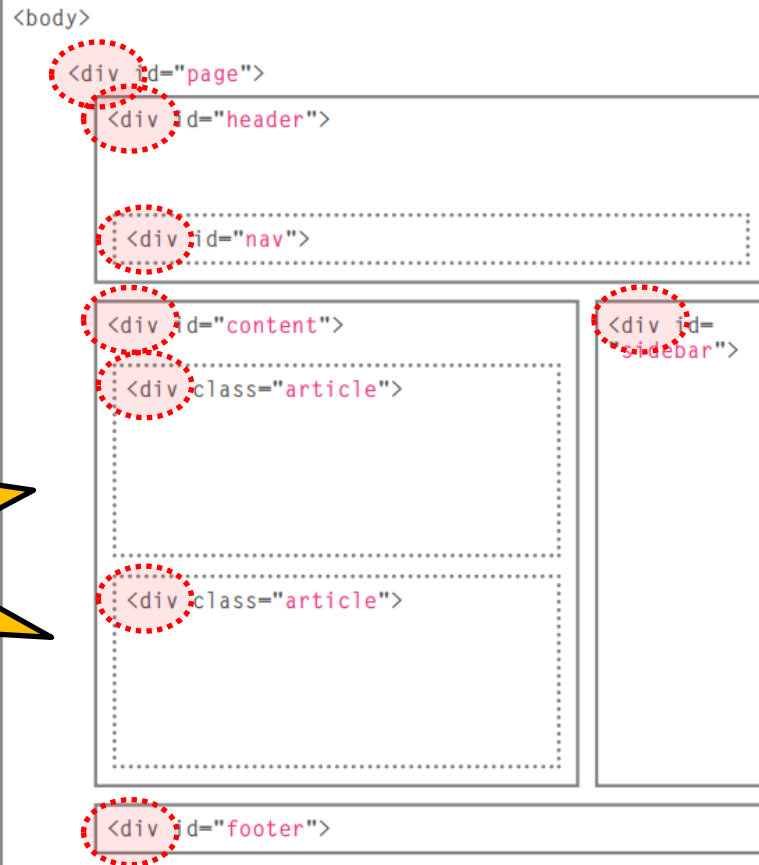 <body>
<div id="page">
<div id="header">
<div id="nav">
<div id="content">
<div class="article">
<div class="article">
<div id=
"sidebar">
<div id="footer">